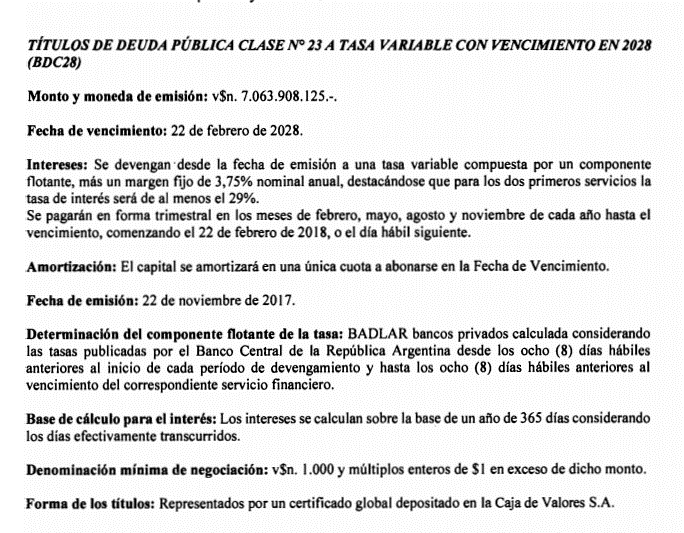 TÍTULOS DE DEUDA PÚBLICA CLASE Nº 23 A TASA VARIABLE CON VENCIMIENTO EN 2028
(BDC28)
Monto y moneda de emisión: v$n. 7.063.908.125.-.
Fecha de vencimiento: 22 de febrero de 2028.
Intereses: Se devengan desde la fecha de emisión a una tasa variable compuesta por un componente
flotante, más un margen fijo de 3,75% nominal anual, destacándose que para los dos primeros servicios la
tasa de interés será de al menos el 29%.
Se pagarán en forma trimestral en los meses de febrero, mayo, agosto y noviembre de cada año hasta el
vencimiento, comenzando el 22 de febrero de 2018, o el día hábil siguiente.
Amortización: El capital se amortizará en una única cuota a abonarse en la Fecha de Vencimiento.
Fecha de emisión: 22 de noviembre de 2017.
Determinación del componente flotante de la tasa: BADLAR bancos privados calculada considerando
las tasas publicadas por el Banco Central de la República Argentina desde los ocho (8) días hábiles
anteriores al inicio de cada período de devengamiento y hasta los ocho (8) días hábiles anteriores al
vencimiento del correspondiente servicio financiero.
Base de cálculo para el interés: Los intereses se calculan sobre la base de un año de 365 días considerando
los días efectivamente transcurridos.
Denominación mínima de negociación: v$n. 1.000 y múltiplos enteros de $1 en exceso de dicho monto.
Forma de los títulos: Representados por un certificado global depositado en la Caja de Valores S.A.